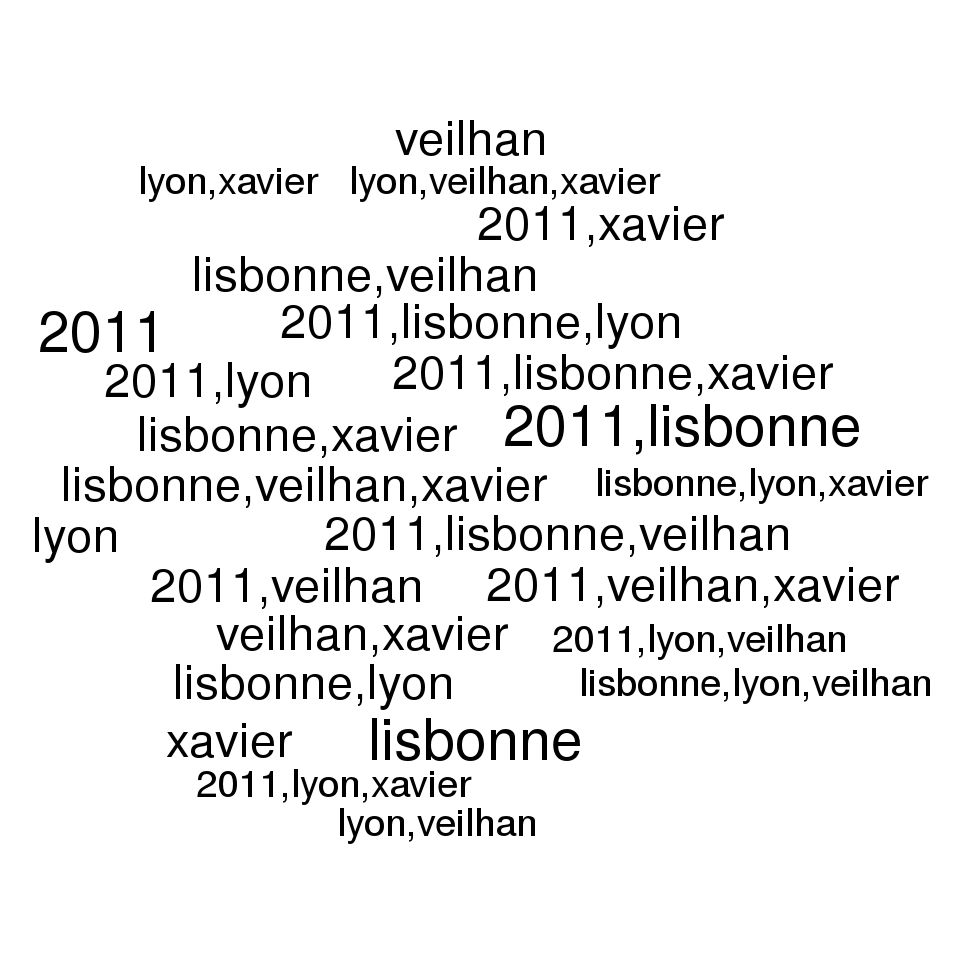 veilhan
lyon,xavier lyon,veilhan,xavier
2011,xavier
lisbonne,veilhan
2011 2011,lisbonne,lyon
2011,lyon 2011,lisbonne,xavier
lisbonne,xavier 2011,lisbonne
lisbonne,veilhan,xavier lisbonne,lyon,xavier
lyon 2011,lisbonne,veilhan
2011,veilhan 2011,veilhan,xavier
veilhan,xavier 2011,lyon,veilhan
lisbonne,lyon lisbonne,lyon,veilhan
xavier lisbonne
2011,lyon,xavier
lyon,veilhan